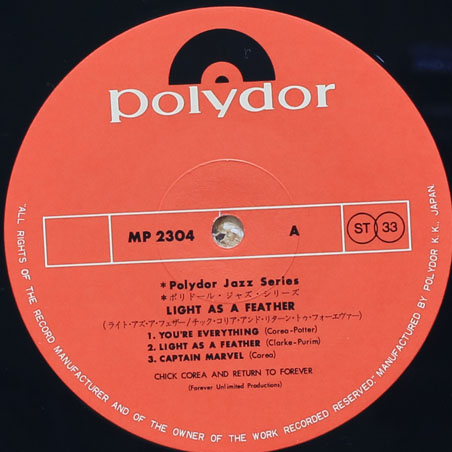 polydor
MP 2304 A ST 33
*Polydor Jazz Series
*ポリドール・ジャズ・シリーズ
LIGHT AS A FEATHER
(ライト・アズ・ア・フェザー/チック・コリア・アンド・リターン・トゥ・フォーエヴァー)
1. YOU'RE EVERYTHING (Corea-Potter)
2. LIGHT AS A FEATHER (Clarke-Purim)
3. CAPTAIN MARVEL (Corea)
CHICK COREA AND RETURN TO FOREVER
(Forever Unlimited Productions)
"ALL RIGHTS OF THE RECORD MANUFACTURER AND OF THE OWNER OF THE WORK RECORDED RESERVED," MANUFACTURED BY POLYDOR K.K., JAPAN.